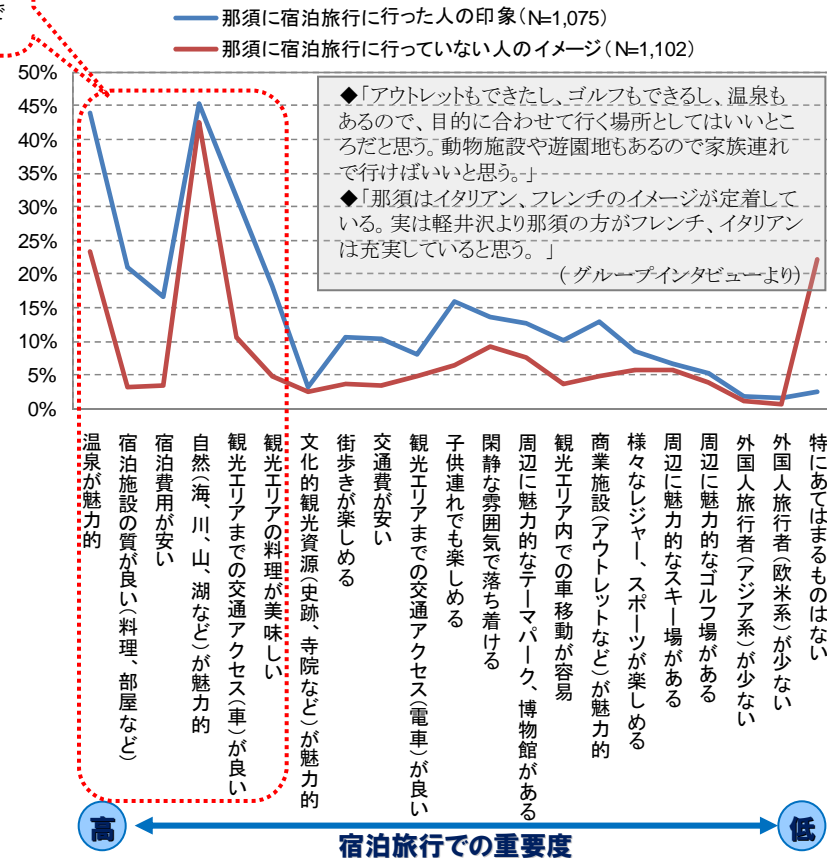 で
那須に宿泊旅行に行った人の印象(N=1,075)
那須に宿泊旅行に行っていない人のイメージ(N=1,102)
50%
45%
40%
35%
30%
25%
20%
15%
10%
5%
0%
◆「アウトレットもできたし、ゴルフもできるし、温泉も
あるので、目的に合わせて行く場所としてはいいとこ
ろだと思う。動物施設や遊園地もあるので家族連れ
で行けばいいと思う。」
◆「那須はイタリアン、フレンチのイメージが定着して
いる。実は軽井沢より那須の方がフレンチ、イタリアン
は充実していると思う。」
(グループインタビューより)
温泉が魅力的
宿泊施設の質が良い(料理、部屋など)
宿泊費用が安い
自然(海、川、山、湖など)が魅力的
観光エリアまでの交通アクセス(車)が良い
観光エリアの料理が美味しい
文化的観光資源(史跡、寺院など)が魅力的
街歩きが楽しめる
交通費が安い
観光エリアまでの交通アクセス(電車)が良い
子供連れでも楽しめる
閑静な雰囲気で落ち着ける
周辺に魅力的なテーマパーク、博物館がある
観光エリア内での車移動が容易
商業施設(アウトレットなど)が魅力的
様々なレジャー、スポーツが楽しめる
周辺に魅力的なスキー場がある
周辺に魅力的なゴルフ場がある
外国人旅行者(アジア系)が少ない
外国人旅行者(欧米系)が少ない
特にあてはまるものはない
高
低
宿泊旅行での重要度